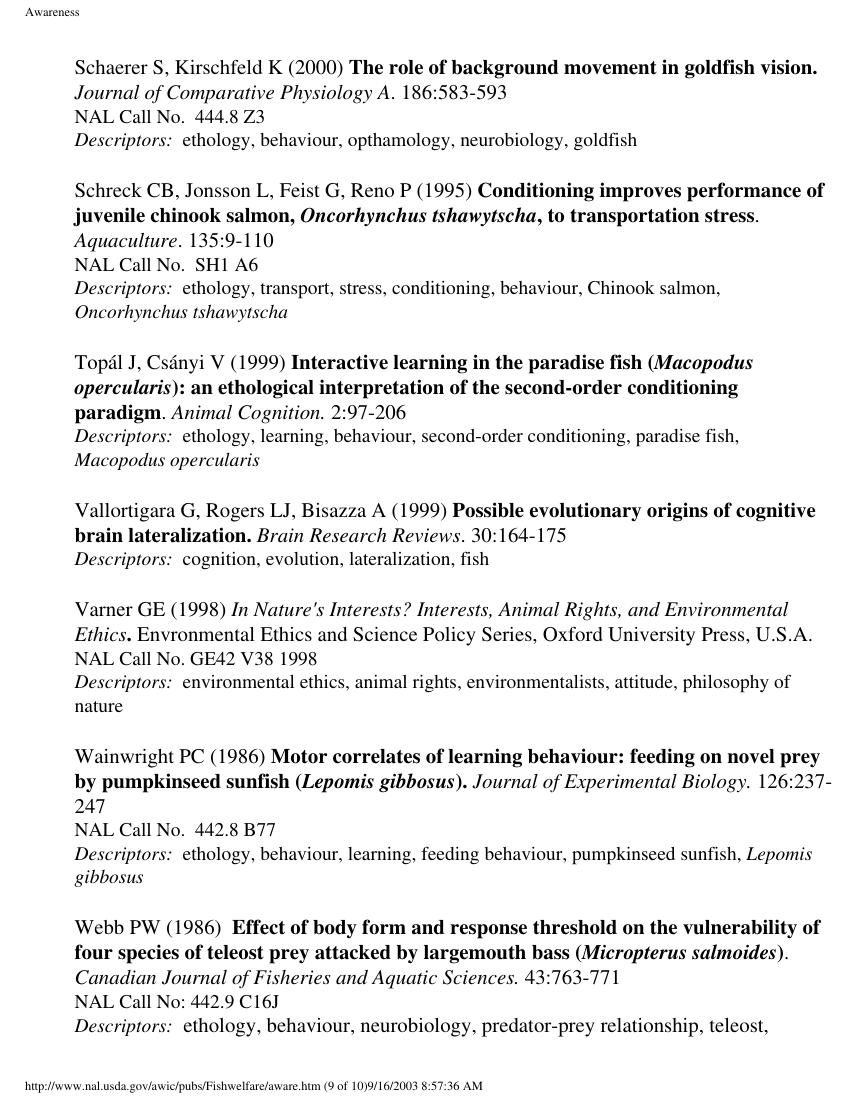 Awareness
Schaerer S, Kirschfeld K (2000) The role of background movement in goldfish vision.
Journal of Comparative Physiology A. 186:583-593
NAL Call No.  444.8 Z3
Descriptors:  ethology, behaviour, opthamology, neurobiology, goldfish
Schreck CB, Jonsson L, Feist G, Reno P (1995) Conditioning improves performance of
juvenile chinook salmon, Oncorhynchus tshawytscha, to transportation stress.
Aquaculture. 135:9-110
NAL Call No.  SH1 A6
Descriptors:  ethology, transport, stress, conditioning, behaviour, Chinook salmon,
Oncorhynchus tshawytscha
Topál J, Csányi V (1999) Interactive learning in the paradise fish (Macopodus
opercularis): an ethological interpretation of the second-order conditioning
paradigm. Animal Cognition. 2:97-206
Descriptors:  ethology, learning, behaviour, second-order conditioning, paradise fish,
Macopodus opercularis
Vallortigara G, Rogers LJ, Bisazza A (1999) Possible evolutionary origins of cognitive
brain lateralization. Brain Research Reviews. 30:164-175
Descriptors:  cognition, evolution, lateralization, fish
Varner GE (1998) In Nature's Interests? Interests, Animal Rights, and Environmental
Ethics. Envronmental Ethics and Science Policy Series, Oxford University Press, U.S.A.
NAL Call No. GE42 V38 1998
Descriptors:  environmental ethics, animal rights, environmentalists, attitude, philosophy of
nature
Wainwright PC (1986) Motor correlates of learning behaviour: feeding on novel prey
by pumpkinseed sunfish (Lepomis gibbosus). Journal of Experimental Biology. 126:237-
247
NAL Call No.  442.8 B77
Descriptors:  ethology, behaviour, learning, feeding behaviour, pumpkinseed sunfish, Lepomis
gibbosus
Webb PW (1986)  Effect of body form and response threshold on the vulnerability of
four species of teleost prey attacked by largemouth bass (Micropterus salmoides).
Canadian Journal of Fisheries and Aquatic Sciences. 43:763-771
NAL Call No: 442.9 C16J
Descriptors:  ethology, behaviour, neurobiology, predator-prey relationship, teleost,
http://www.nal.usda.gov/awic/pubs/Fishwelfare/aware.htm (9 of 10)9/16/2003 8:57:36 AM